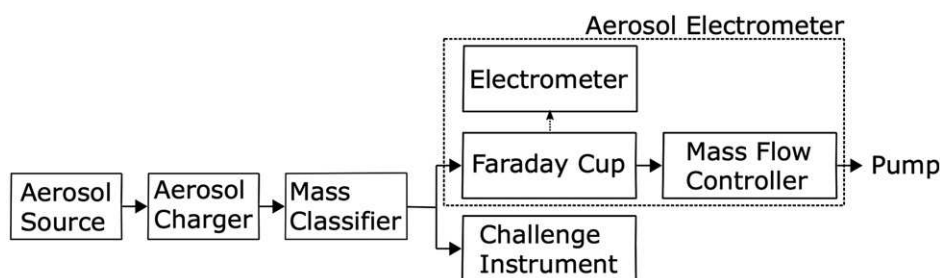 Aerosol Electrometer
Electrometer
Faraday Cup
Mass Flow
Controller
Pump
Aerosol
Source
Aerosol
Charger
Mass
Classifier
Challenge
Instrument